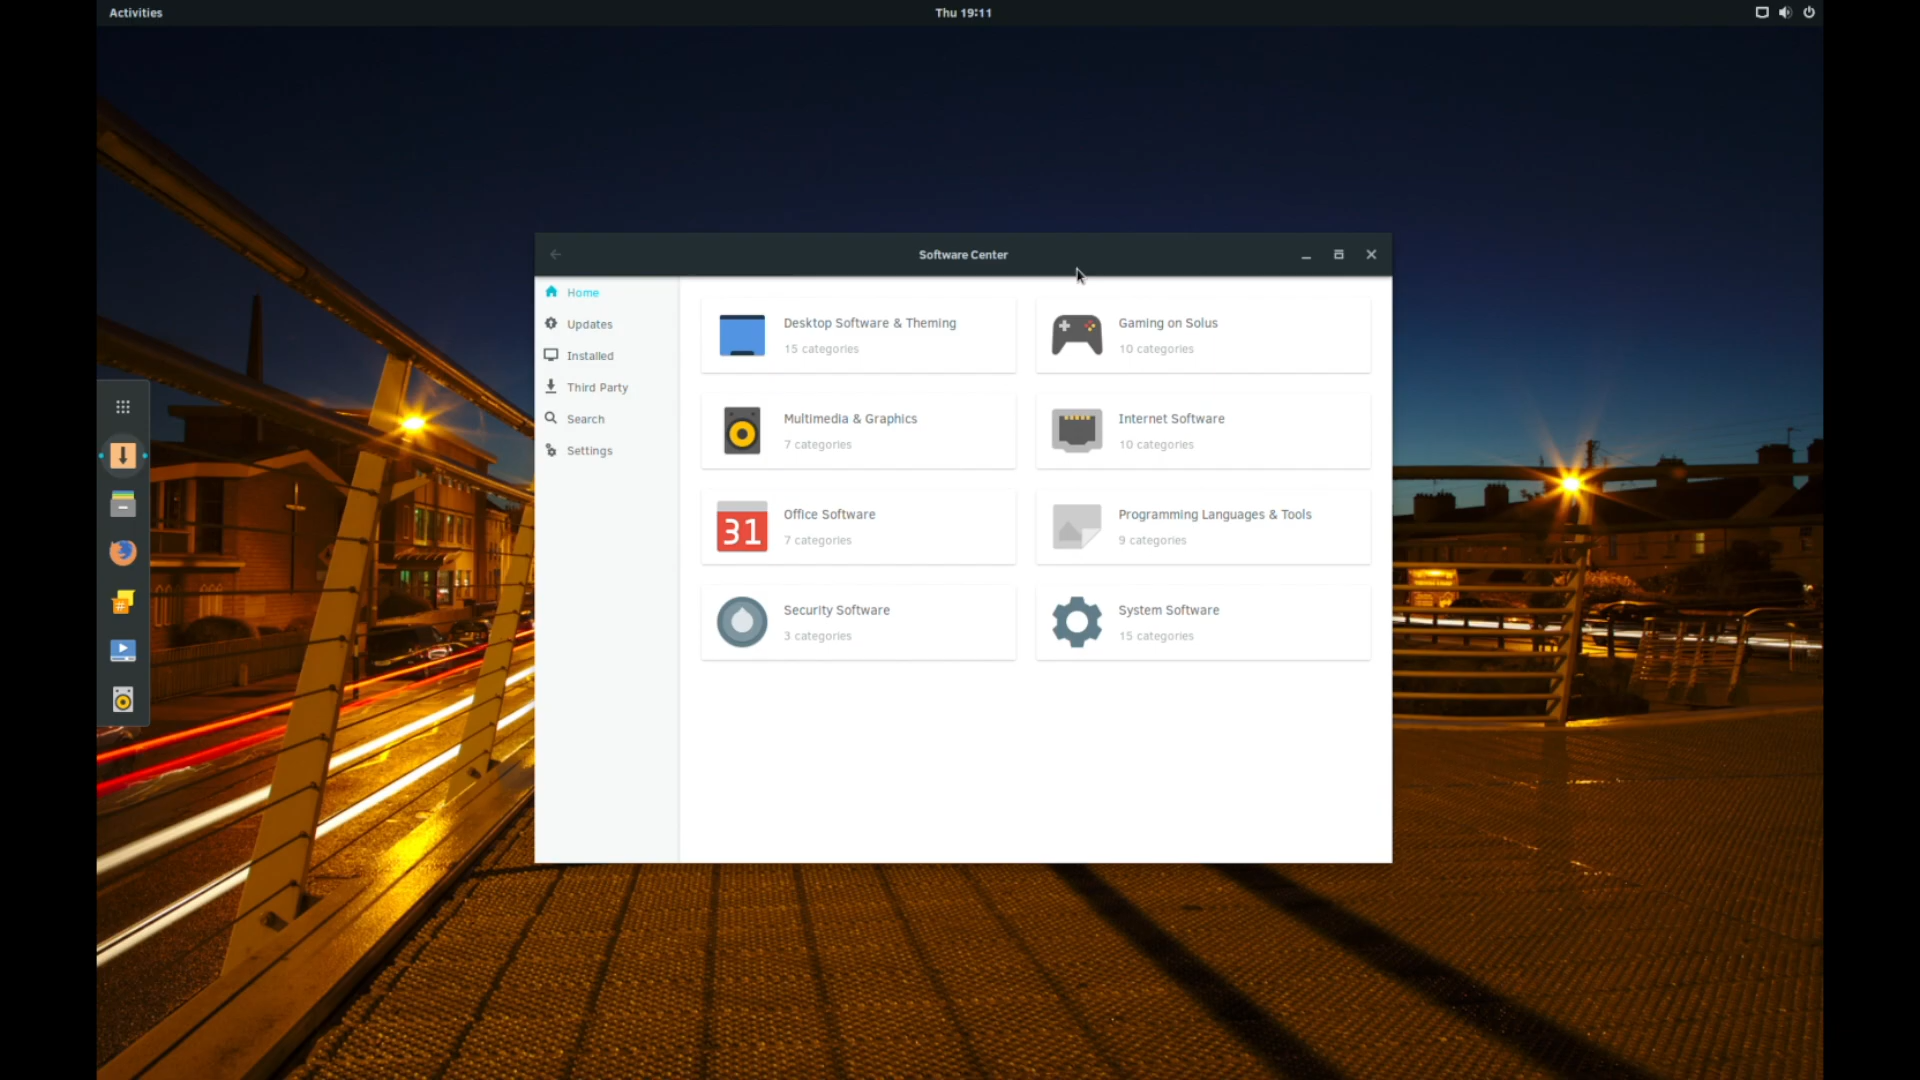 Activities
Thu 19:11
Software Center
Home
Updates
Installed
Third Party
Search
Settings
Desktop Software & Theming
15 categories
Gaming on Solus
10 categories
Multimedia & Graphics
7 categories
Internet Software
10 categories
31
Office Software
7 categories
Programming Languages & Tools
9 categories
Security Software
3 categories
System Software
15 categories
#